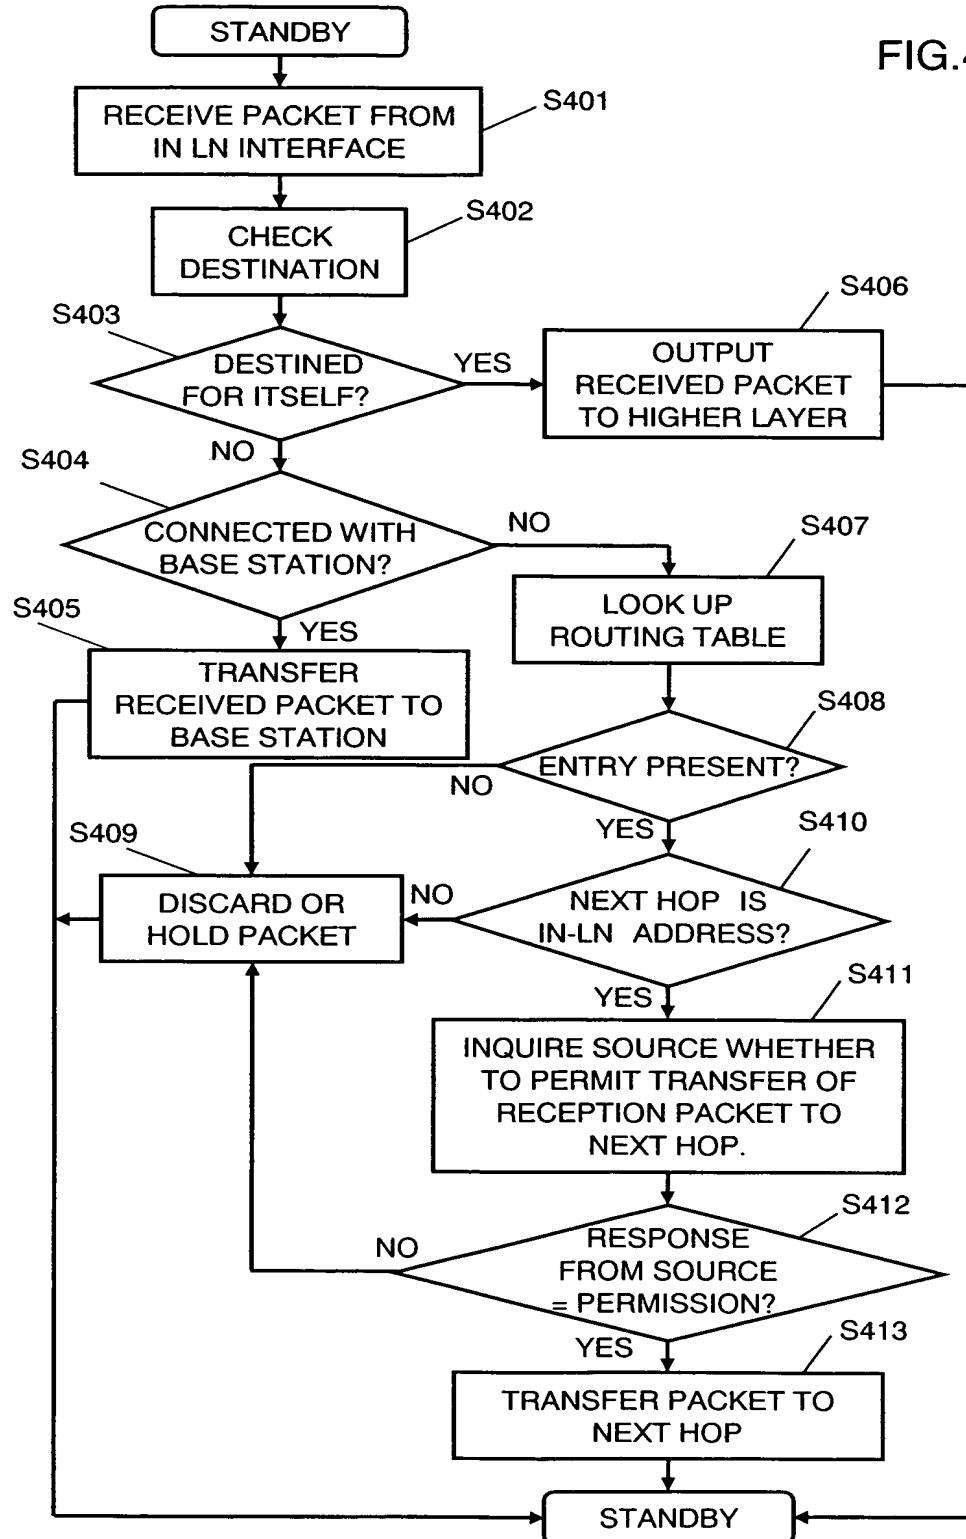 STANDBY
FIG.4
RECEIVE PACKET FROM
IN LN INTERFACE
S401
CHECK
DESTINATION
S402
S403
DESTINED
FOR ITSELF?
YES
NO
S406
OUTPUT
RECEIVED PACKET
TO HIGHER LAYER
S404
CONNECTED WITH
BASE STATION?
NO
YES
S407
LOOK UP
ROUTING TABLE
S405
TRANSFER
RECEIVED PACKET TO
BASE STATION
S408
ENTRY PRESENT?
NO
YES
S409
DISCARD OR
HOLD PACKET
S410
NEXT HOP IS
IN-LN ADDRESS?
NO
YES
S411
INQUIRE SOURCE WHETHER
TO PERMIT TRANSFER OF
RECEPTION PACKET TO
NEXT HOP.
S412
RESPONSE
FROM SOURCE
= PERMISSION?
NO
YES
S413
TRANSFER PACKET TO
NEXT HOP
STANDBY